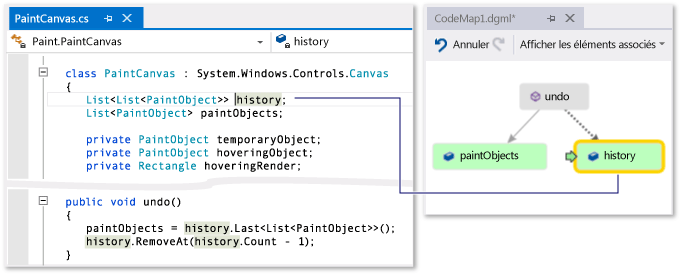 PaintCanvas.cs
Paint.PaintCanvas history
class PaintCanvas : System.Windows.Controls.Canvas
{
List<List<PaintObject>> history;
List<PaintObject> paintObjects;
private PaintObject temporaryObject;
private PaintObject hoveringObject;
private Rectangle hoveringRender;
public void undo()
{
paintObjects = history.Last<List<PaintObject>>();
history.RemoveAt(history.Count - 1);
}
CodeMap1.dgml*
Annuler Afficher les éléments associés
undo
paintObjects history